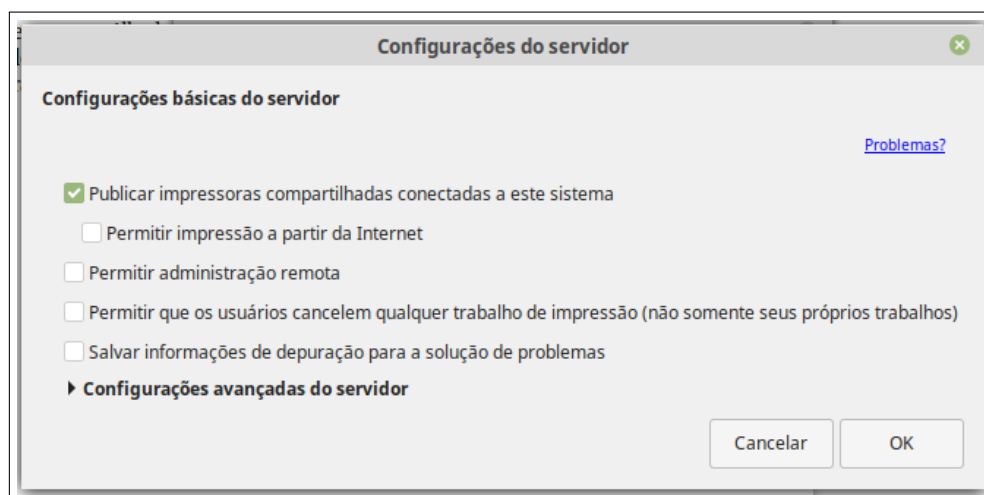 Configurações do servidor
Configurações básicas do servidor
Problemas?
Publicar impressoras compartilhadas conectadas a este sistema
Permitir impressão a partir da Internet
Permitir administração remota
Permitir que os usuários cancelem qualquer trabalho de impressão (não somente seus próprios trabalhos)
Salvar informações de depuração para a solução de problemas
Configurações avançadas do servidor
Cancelar
OK